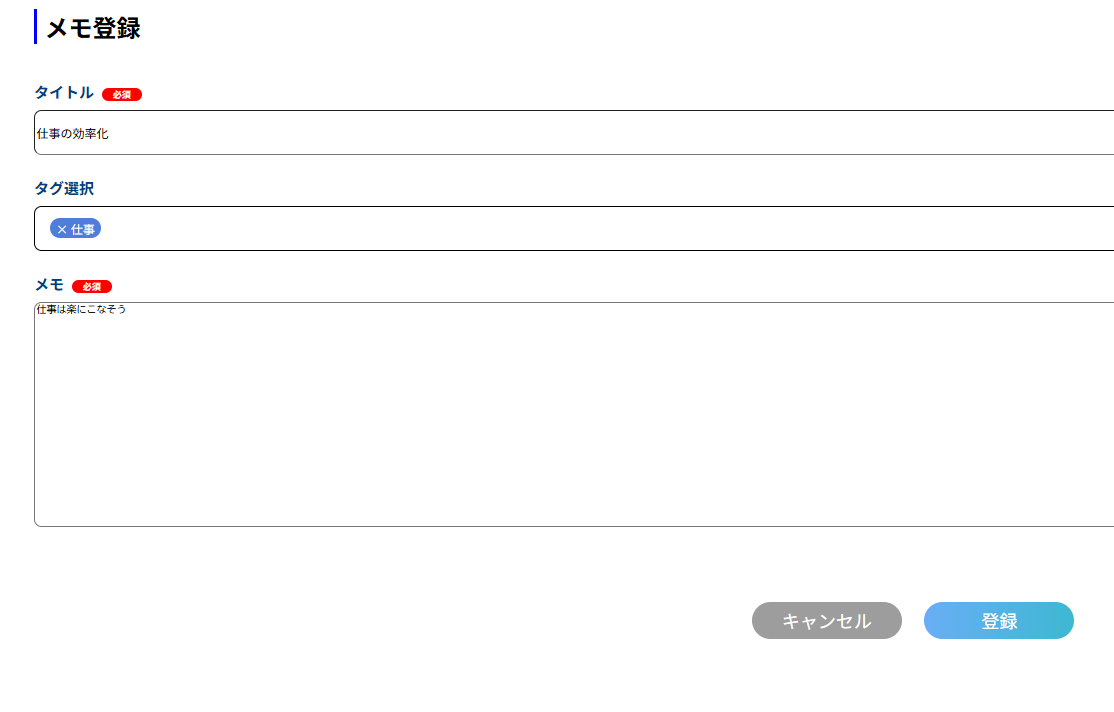 メモ登録
タイトル 必須
仕事の効率化
タグ選択
× 仕事
メモ 必須
仕事は楽にこなそう
キャンセル 登録